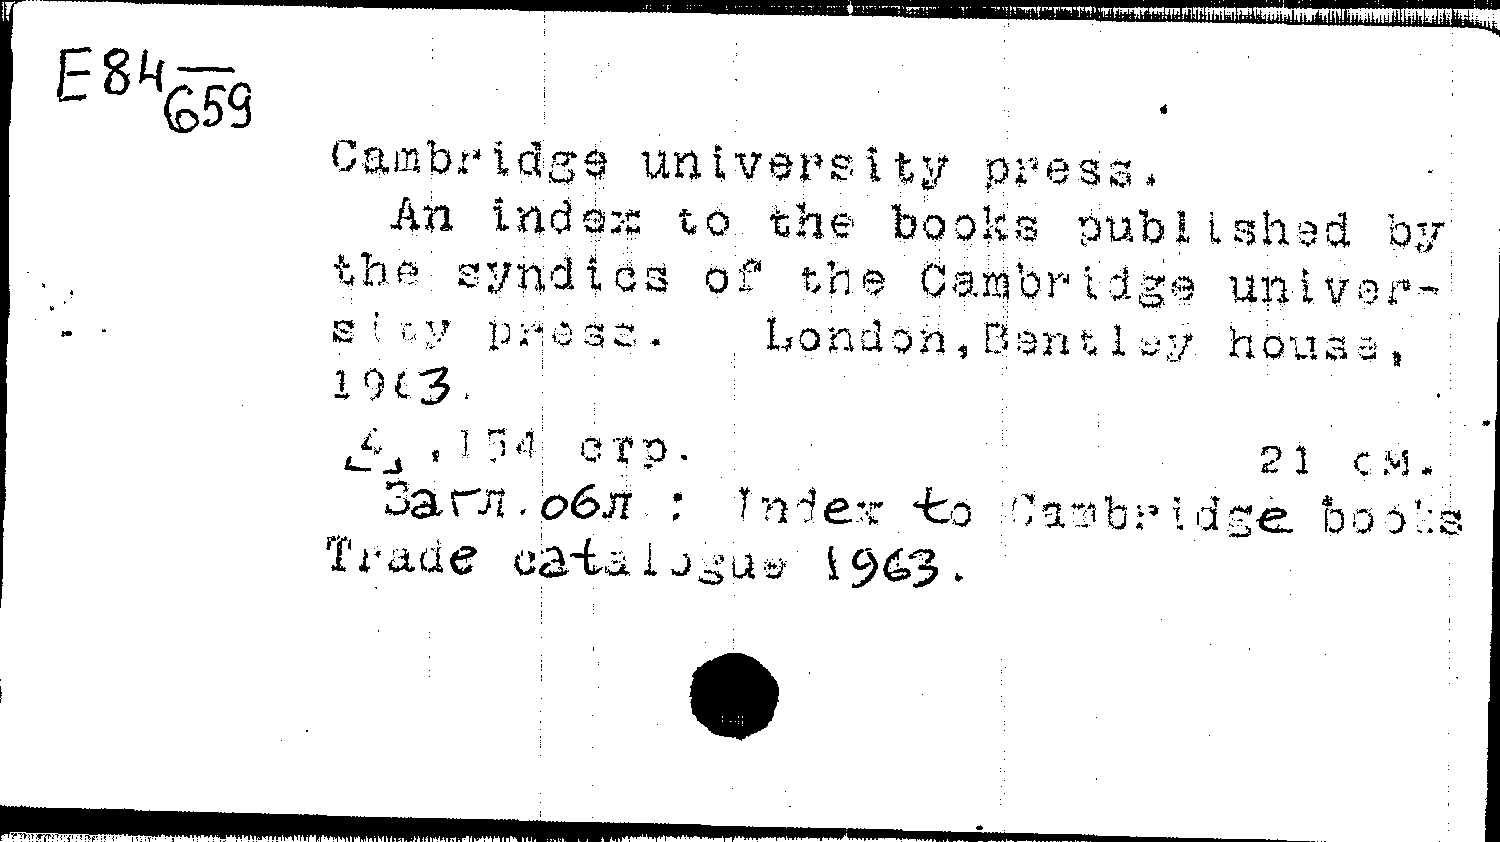 E84
659
Cambridge university press.
An index to the books published by
the syndics of the Cambridge univer-
sity press. London, Bentley house,
1963.
[4], 154 стр. 21 см.
Загл. обл: Index to Cambridge books
Trade catalogue 1963.